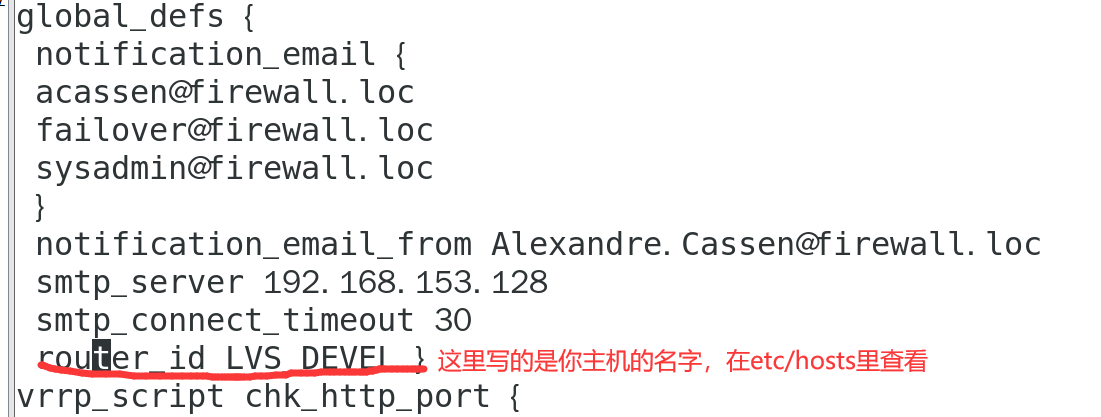 global_defs {
notification_email {
acassen@firewall.loc
failover@firewall.loc
sysadmin@firewall.loc
}
notification_email_from Alexandre.Cassen@firewall.loc
smtp_server 192.168.153.128
smtp_connect_timeout 30
router_id LVS_DEVEL } 这里写的是你主机的名字，在etc/hosts里查看
vrrp_script chk_http_port {